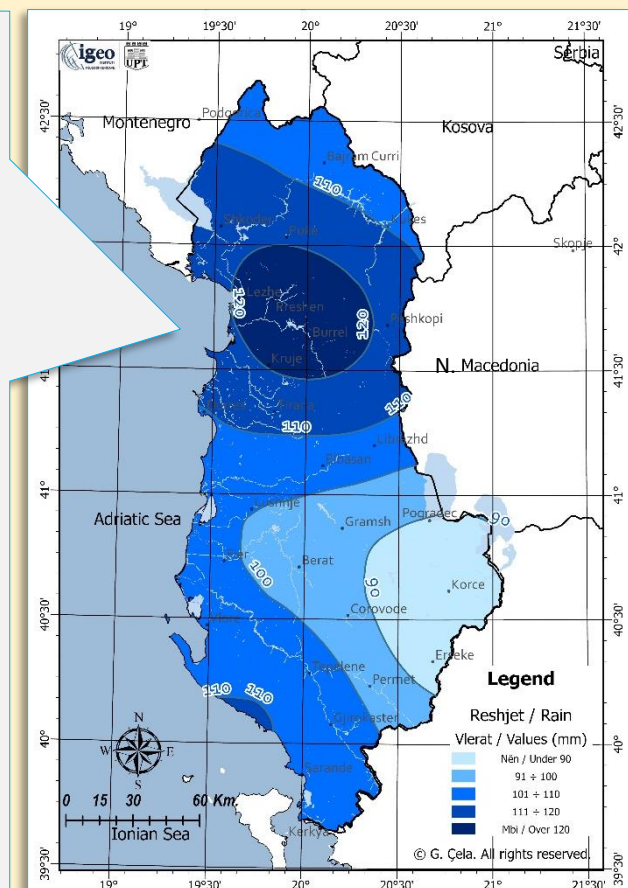 19°
19°30'
20°
20°30'
21°
igeo
UPT
Serbia
42°30'
Podgorica
42°30'
Montenegro
Kosova
Bajram Curri
110
Kukes
Shkoder
Puke
42°
42°
Skopje
Lezhe
120
Rreshen
120
Peshkopi
Burrel
N. Macedonia
Kruje
41°30'
110
Tirana
110
Librazhd
Elbasan
41°
41°
Lushnje
Pogradec
90
Adriatic Sea
Gramsh
Fier
Berat
100
90
Korce
Corovode
40°30'
40°30'
Vlore
Erseke
Tepelene
Permet
110
110
Gjirokaster
Legend
Reshjet / Rain
Vlerat / Values (mm)
Nën / Under 90
91 ÷ 100
101 ÷ 110
111 ÷ 120
Mbi / Over 120
N
W
E
S
40°
40°
Sarande
0 15 30 60 Km
Ionian Sea
Kerkyra
© G. Çela. All rights reserved.
39°30'
39°30'
19°
19°30'
20°
20°30'
21°
21°30'